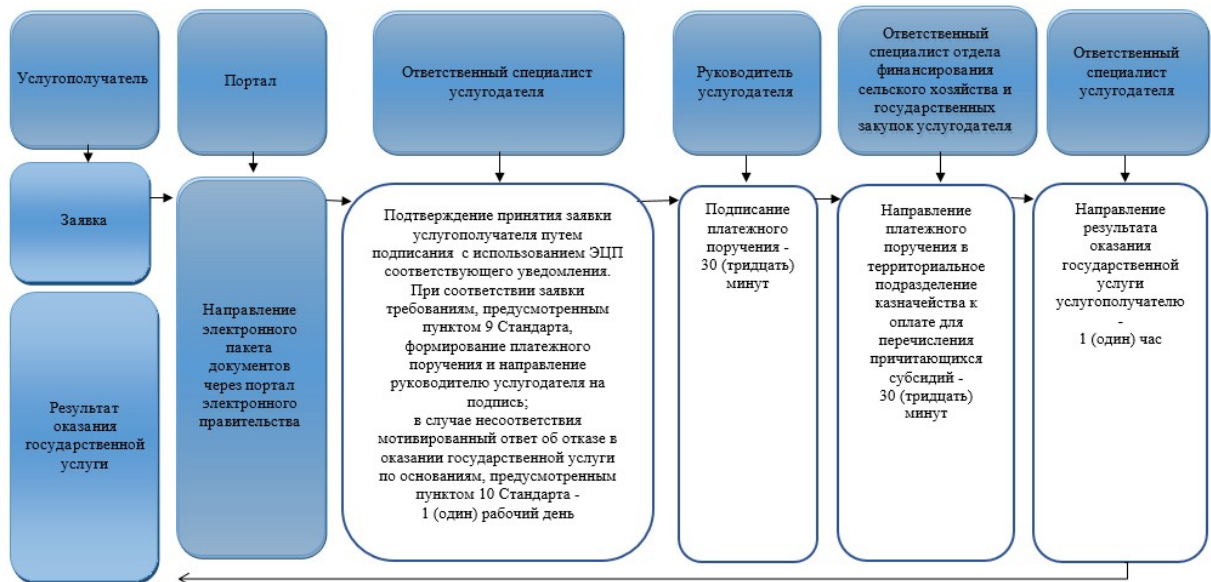 Услугополучатель
Портал
Ответственный специалист
услугодателя
Руководитель
услугодателя
Ответственный
специалист отдела
финансирования
сельского хозяйства и
государственных
закупок услугодателя
Ответственный
специалист
услугодателя
Заявка
Результат
оказания
государственной
услуги
Направление
электронного
пакета
документов
через портал
электронного
правительства
Подтверждение принятия заявки
услугополучателя путем
подписания с использованием ЭЦП
соответствующего уведомления.
При соответствии заявки
требованиям, предусмотренным
пунктом 9 Стандарта,
формирование платежного
поручения и направление
руководителю услугодателя на
подпись;
в случае несоответствия
мотивированный ответ об отказе в
оказании государственной услуги
по основаниям, предусмотренным
пунктом 10 Стандарта -
1 (один) рабочий день
Подписание
платежного
поручения -
30 (тридцать)
минут
Направление
платежного
поручения в
территориальное
подразделение
казначейства к
оплате для
перечисления
причитающихся
субсидий -
30 (тридцать)
минут
Направление
результата
оказания
государственной
услуги
услугополучателю
-
1 (один) час